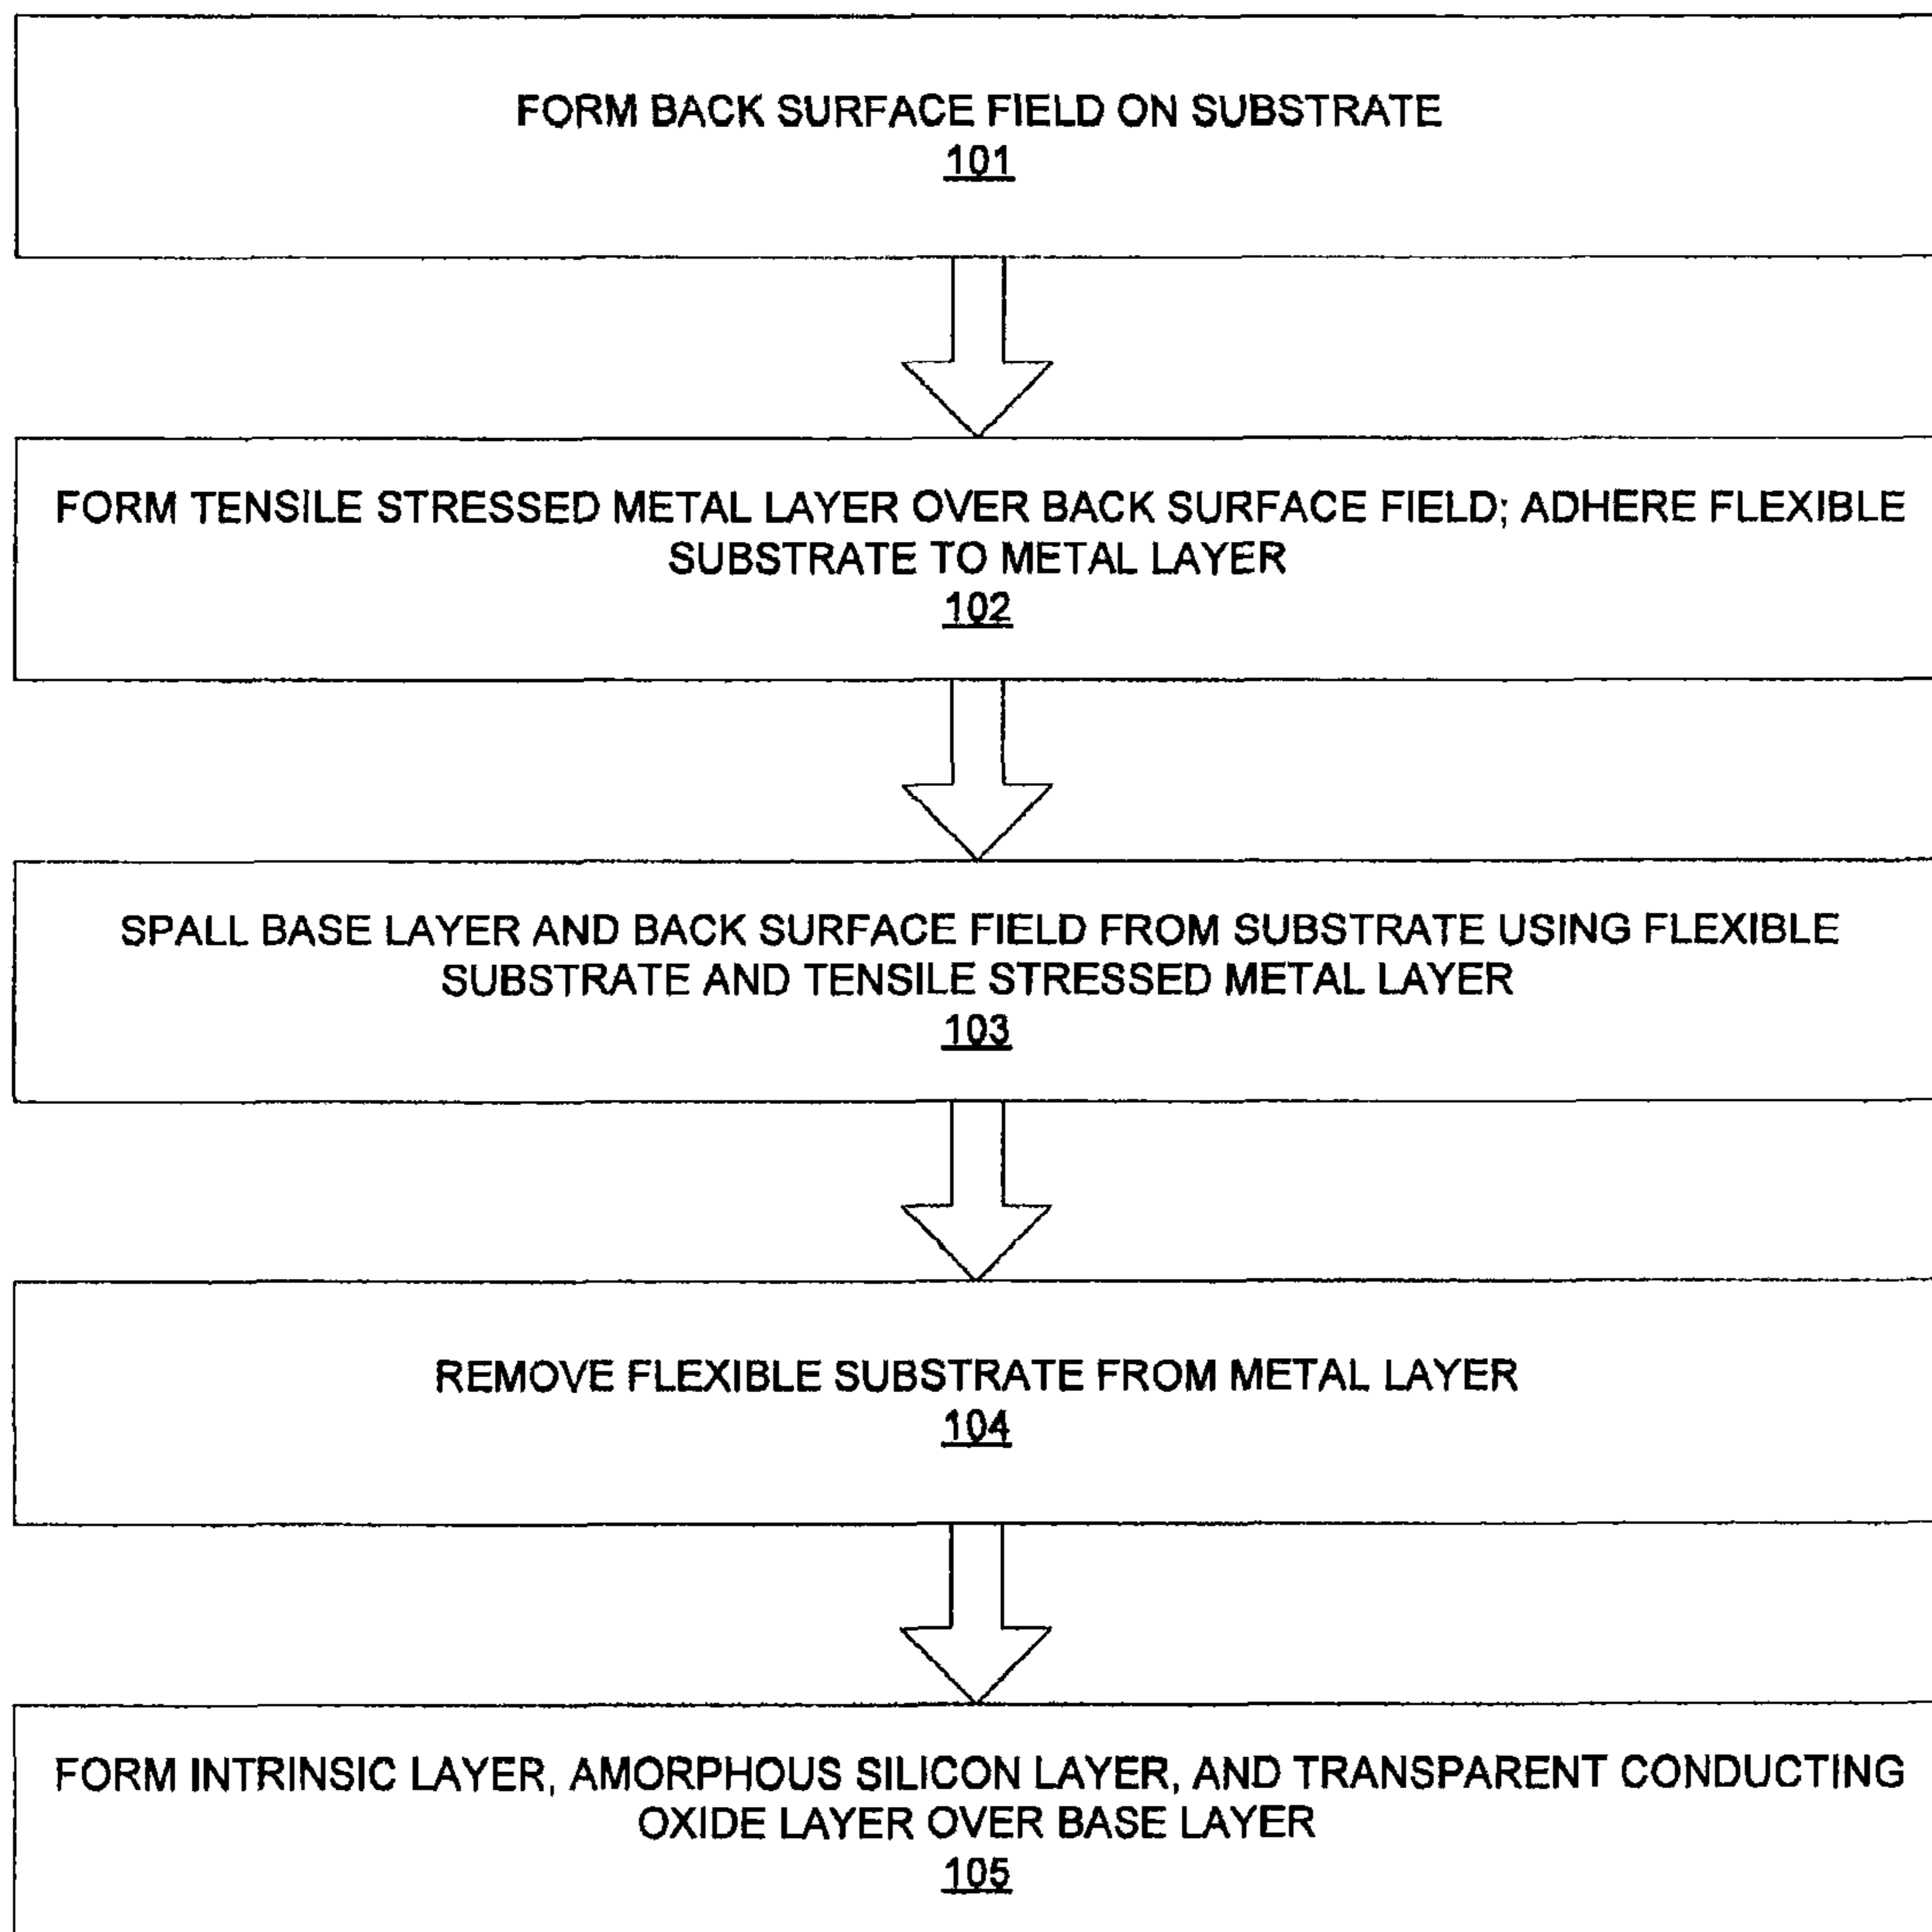 FORM BACK SURFACE FIELD ON SUBSTRATE
101
FORM TENSILE STRESSED METAL LAYER OVER BACK SURFACE FIELD; ADHERE FLEXIBLE
SUBSTRATE TO METAL LAYER
102
SPALL BASE LAYER AND BACK SURFACE FIELD FROM SUBSTRATE USING FLEXIBLE
SUBSTRATE AND TENSILE STRESSED METAL LAYER
103
REMOVE FLEXIBLE SUBSTRATE FROM METAL LAYER
104
FORM INTRINSIC LAYER, AMORPHOUS SILICON LAYER, AND TRANSPARENT CONDUCTING
OXIDE LAYER OVER BASE LAYER
105